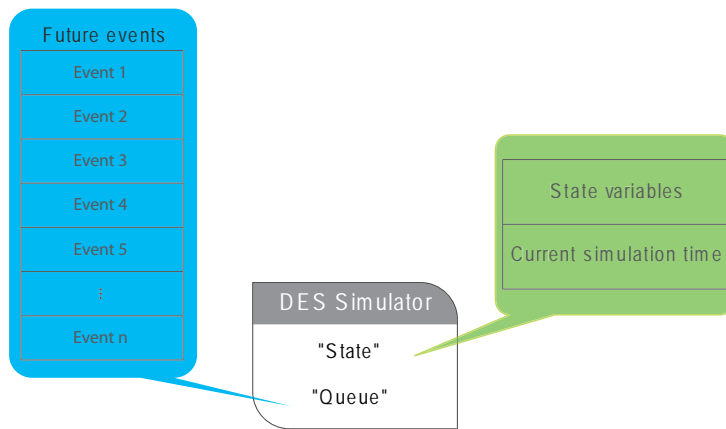 Future events
Event 1
Event 2
Event 3
Event 4
Event 5
⋮
Event n
State variables
Current simulation time
DES Simulator
"State"
"Queue"